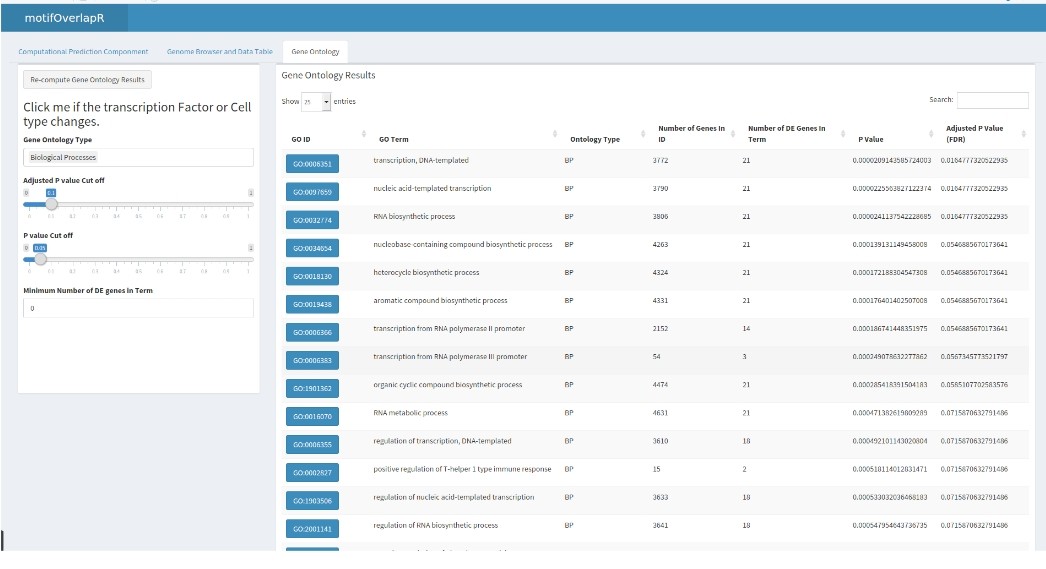 motifOverlapR
Computational Prediction Componment Genome Browser and Data Table Gene Ontology
Re-compute Gene Ontology Results
Click me if the transcription Factor or Cell
type changes.
Gene Ontology Type
Biological Processes
Adjusted P value Cut off
0 0.1 1
0 0.1 0.2 0.3 0.4 0.5 0.6 0.7 0.8 0.9 1
P value Cut off
0 0.05 1
0 0.1 0.2 0.3 0.4 0.5 0.6 0.7 0.8 0.9 1
Minimum Number of DE genes in Term
0
Gene Ontology Results
Show 25 entries
Search:
GO ID GO Term Ontology Type Number of Genes In ID Number of DE Genes In Term P Value Adjusted P Value (FDR)
GO:0006351 transcription, DNA-templated BP 3772 21 0.0000209143585724003 0.0164777320522935
GO:0097659 nucleic acid-templated transcription BP 3790 21 0.0000225563827122374 0.0164777320522935
GO:0032774 RNA biosynthetic process BP 3806 21 0.0000241137542228685 0.0164777320522935
GO:0034654 nucleobase-containing compound biosynthetic process BP 4263 21 0.000139131149458008 0.0546885670173641
GO:0018130 heterocycle biosynthetic process BP 4324 21 0.000172188304547308 0.0546885670173641
GO:0019438 aromatic compound biosynthetic process BP 4331 21 0.000176401402507008 0.0546885670173641
GO:0006366 transcription from RNA polymerase II promoter BP 2152 14 0.000186741448351975 0.0546885670173641
GO:0006383 transcription from RNA polymerase III promoter BP 54 3 0.000249078632277862 0.0567345773521797
GO:1901362 organic cyclic compound biosynthetic process BP 4474 21 0.000285418391504183 0.0585107702583576
GO:0016070 RNA metabolic process BP 4631 21 0.000471382619809289 0.0715870632791486
GO:0006355 regulation of transcription, DNA-templated BP 3610 18 0.000492101143020804 0.0715870632791486
GO:0002827 positive regulation of T-helper 1 type immune response BP 15 2 0.000518114012831471 0.0715870632791486
GO:1903506 regulation of nucleic acid-templated transcription BP 3633 18 0.000533032036468183 0.0715870632791486
GO:2001141 regulation of RNA biosynthetic process BP 3641 18 0.000547954643736735 0.0715870632791486